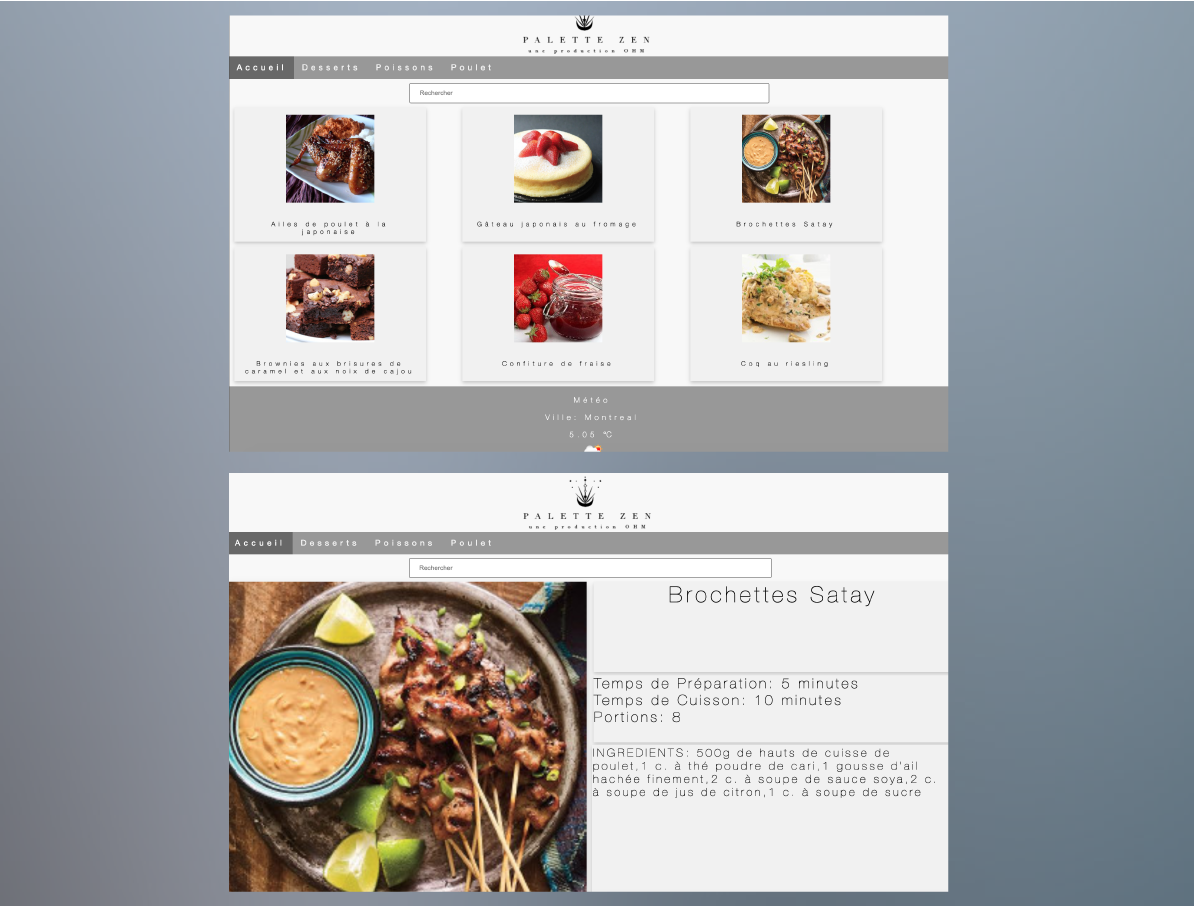 PALETTE ZEN
une production OHM
Accueil Desserts Poissons Poulet
Rechercher
Ailes de poulet à la
japonaise
Gâteau japonais au fromage
Brochettes Satay
Brownies aux brisures de
caramel et aux noix de cajou
Confiture de fraise
Coq au riesling
Météo
Ville: Montreal
5.05 °C
PALETTE ZEN
une production OHM
Accueil Desserts Poissons Poulet
Rechercher
Brochettes Satay
Temps de Préparation: 5 minutes
Temps de Cuisson: 10 minutes
Portions: 8
INGREDIENTS: 500g de hauts de cuisse de
poulet,1 c. à thé poudre de cari,1 gousse d'ail
hachée finement,2 c. à soupe de sauce soya,2 c.
à soupe de jus de citron,1 c. à soupe de sucre